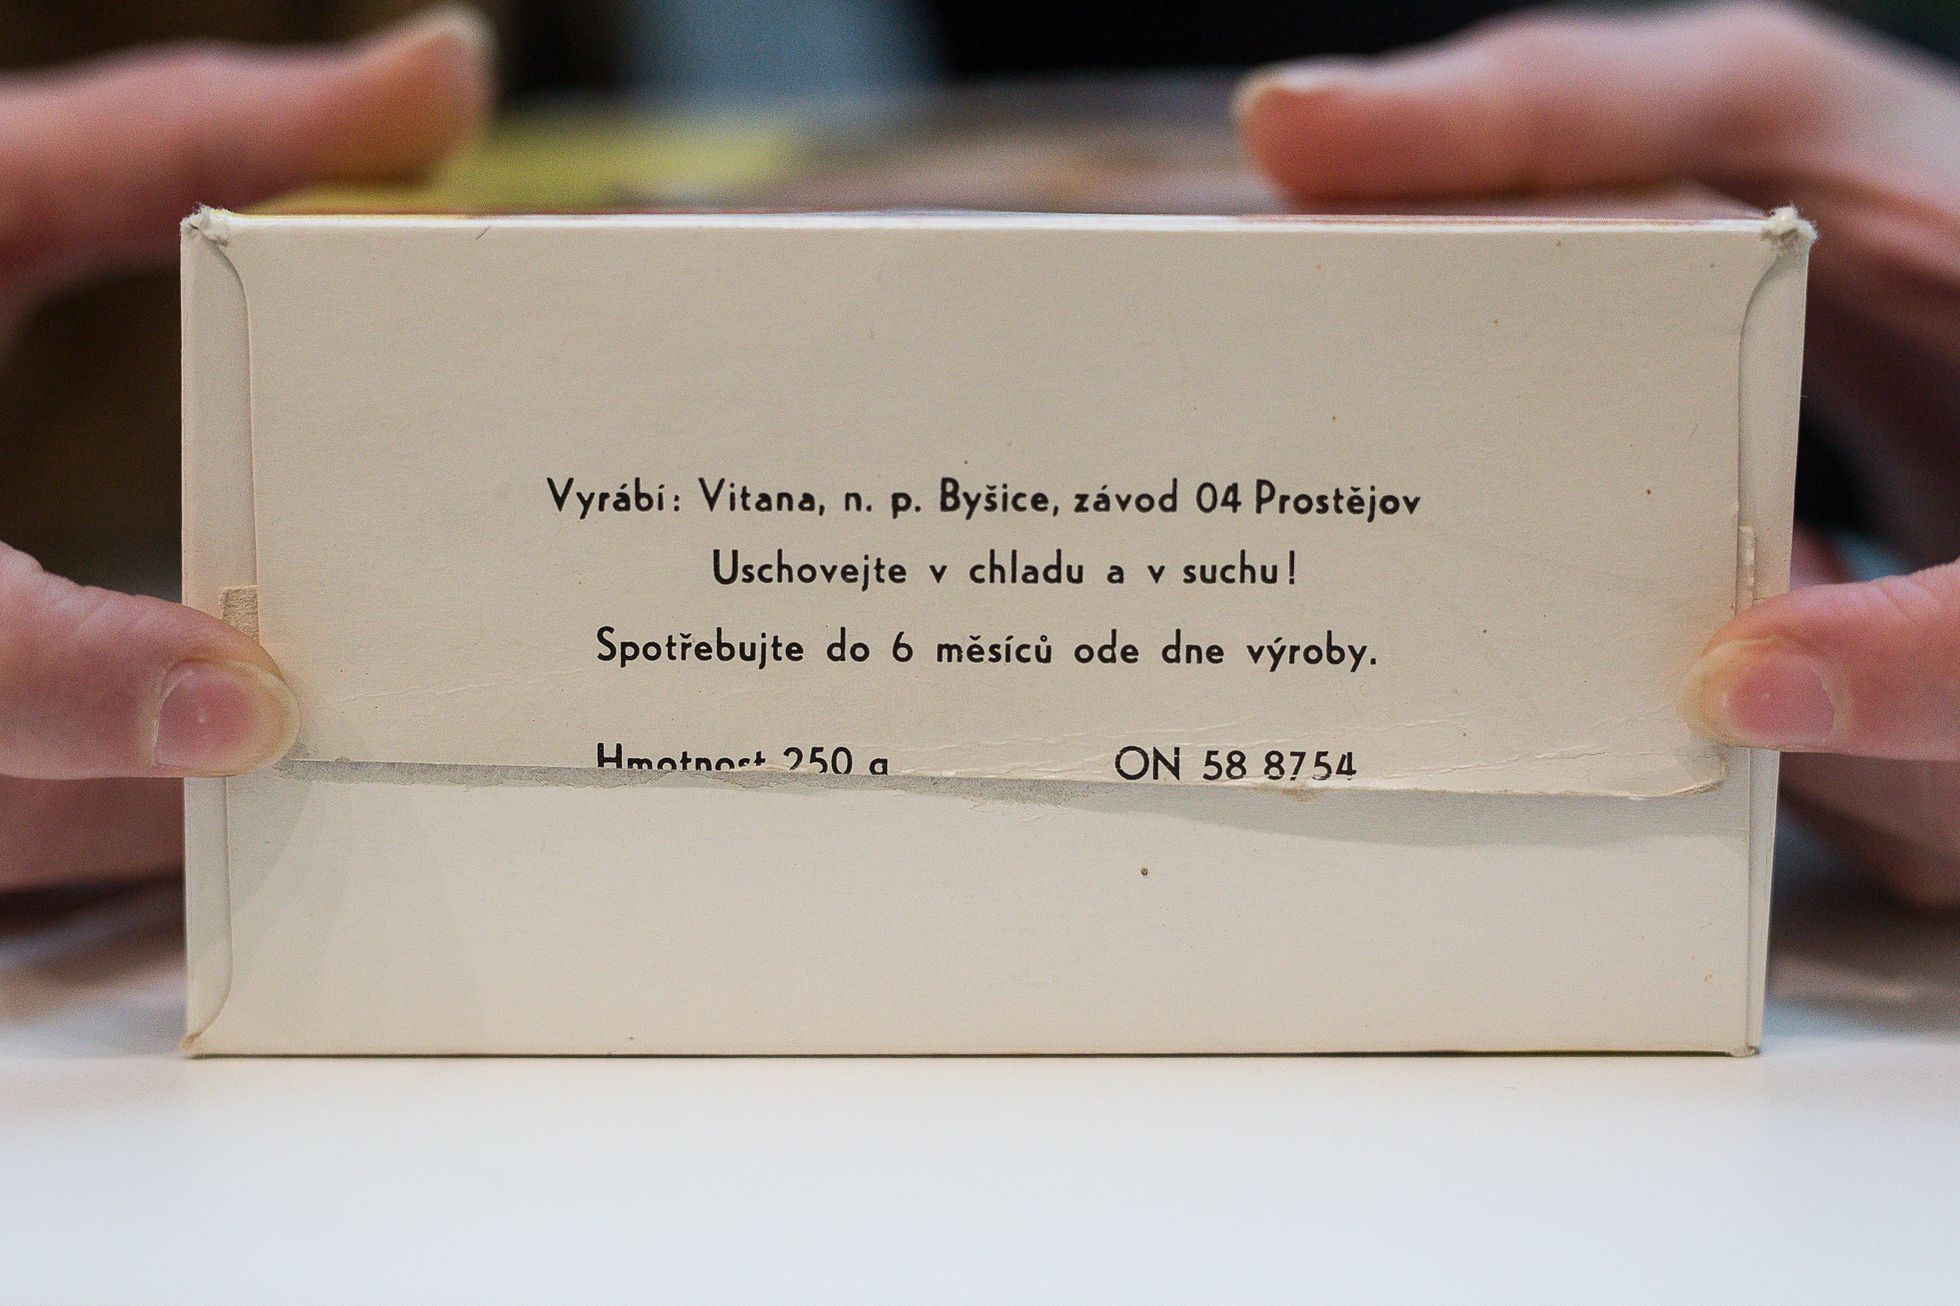 Vyrábí: Vitana, n. p. Byšice, závod 04 Prostějov
Uschovejte v chladu a v suchu!
Spotřebujte do 6 měsíců ode dne výroby.
Hmotnost 250 g ON 58 8754